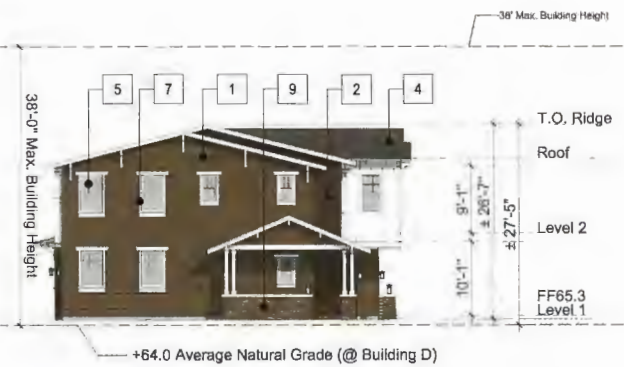 38' Max. Building Height
38'-0" Max. Building Height
5 7 1 9 2 4
T.O. Ridge
Roof
9'-1"
± 26'-7"
± 27'-5"
Level 2
10'-1"
FF65.3
Level 1
+64.0 Average Natural Grade (@ Building D)